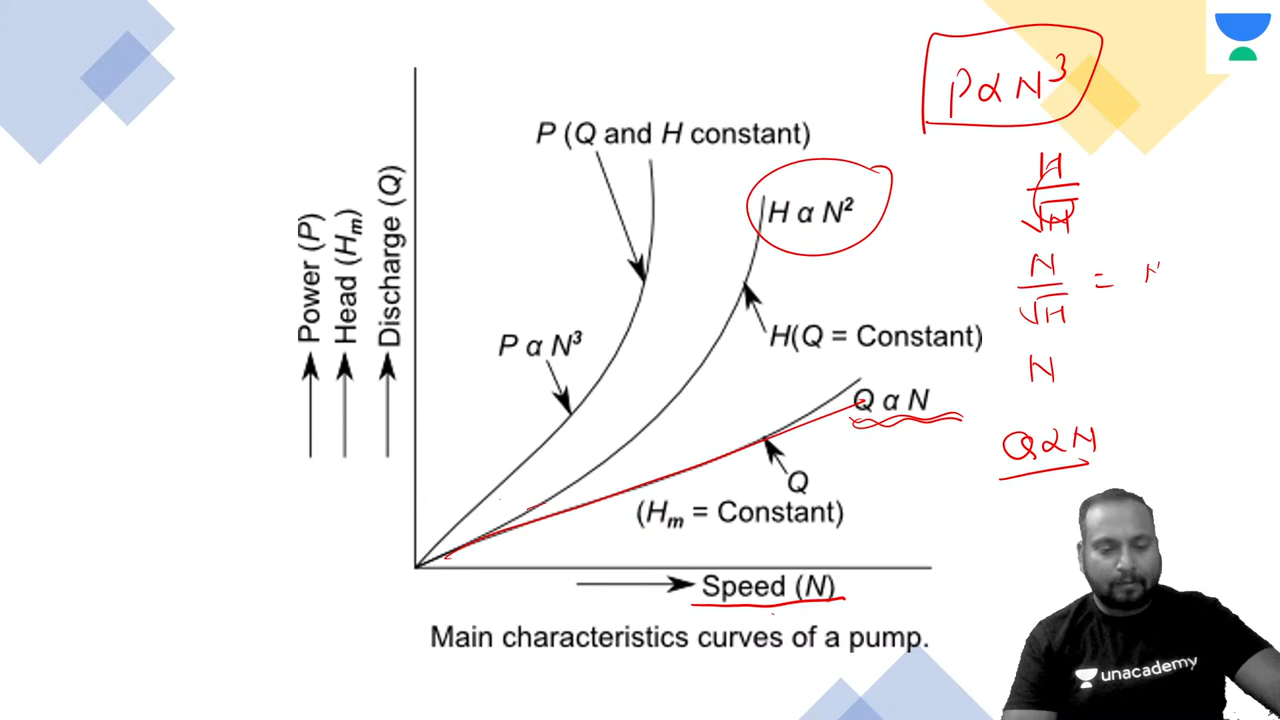 P α N³
P (Q and H constant)
H α N²
H
√H
N
√H
=
P α N³
H(Q = Constant)
N
Q α N
Q α N
Q
(Hm = Constant)
Power (P)
Head (Hm)
Discharge (Q)
Speed (N)
Main characteristics curves of a pump.
unacademy